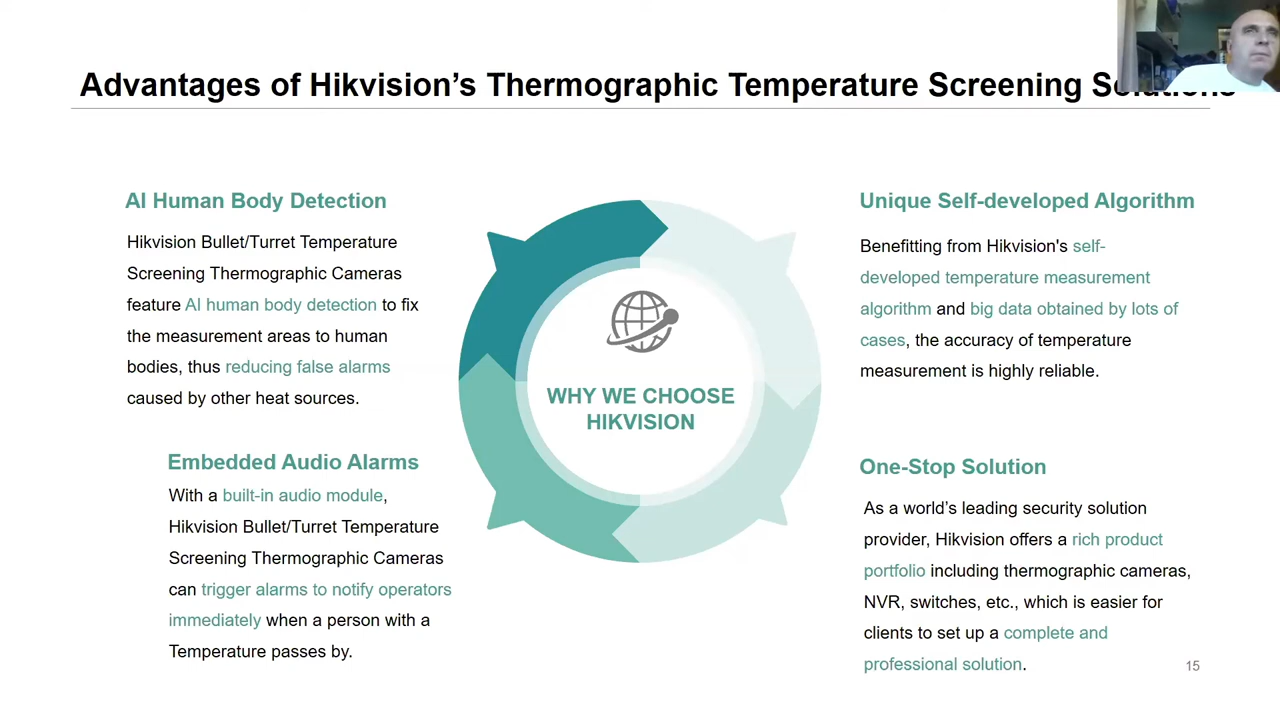 Advantages of Hikvision’s Thermographic Temperature Screening Solutions
AI Human Body Detection
Hikvision Bullet/Turret Temperature
Screening Thermographic Cameras
feature AI human body detection to fix
the measurement areas to human
bodies, thus reducing false alarms
caused by other heat sources.
Embedded Audio Alarms
With a built-in audio module,
Hikvision Bullet/Turret Temperature
Screening Thermographic Cameras
can trigger alarms to notify operators
immediately when a person with a
Temperature passes by.
WHY WE CHOOSE
HIKVISION
Unique Self-developed Algorithm
Benefitting from Hikvision's self-
developed temperature measurement
algorithm and big data obtained by lots of
cases, the accuracy of temperature
measurement is highly reliable.
One-Stop Solution
As a world’s leading security solution
provider, Hikvision offers a rich product
portfolio including thermographic cameras,
NVR, switches, etc., which is easier for
clients to set up a complete and
professional solution.
15